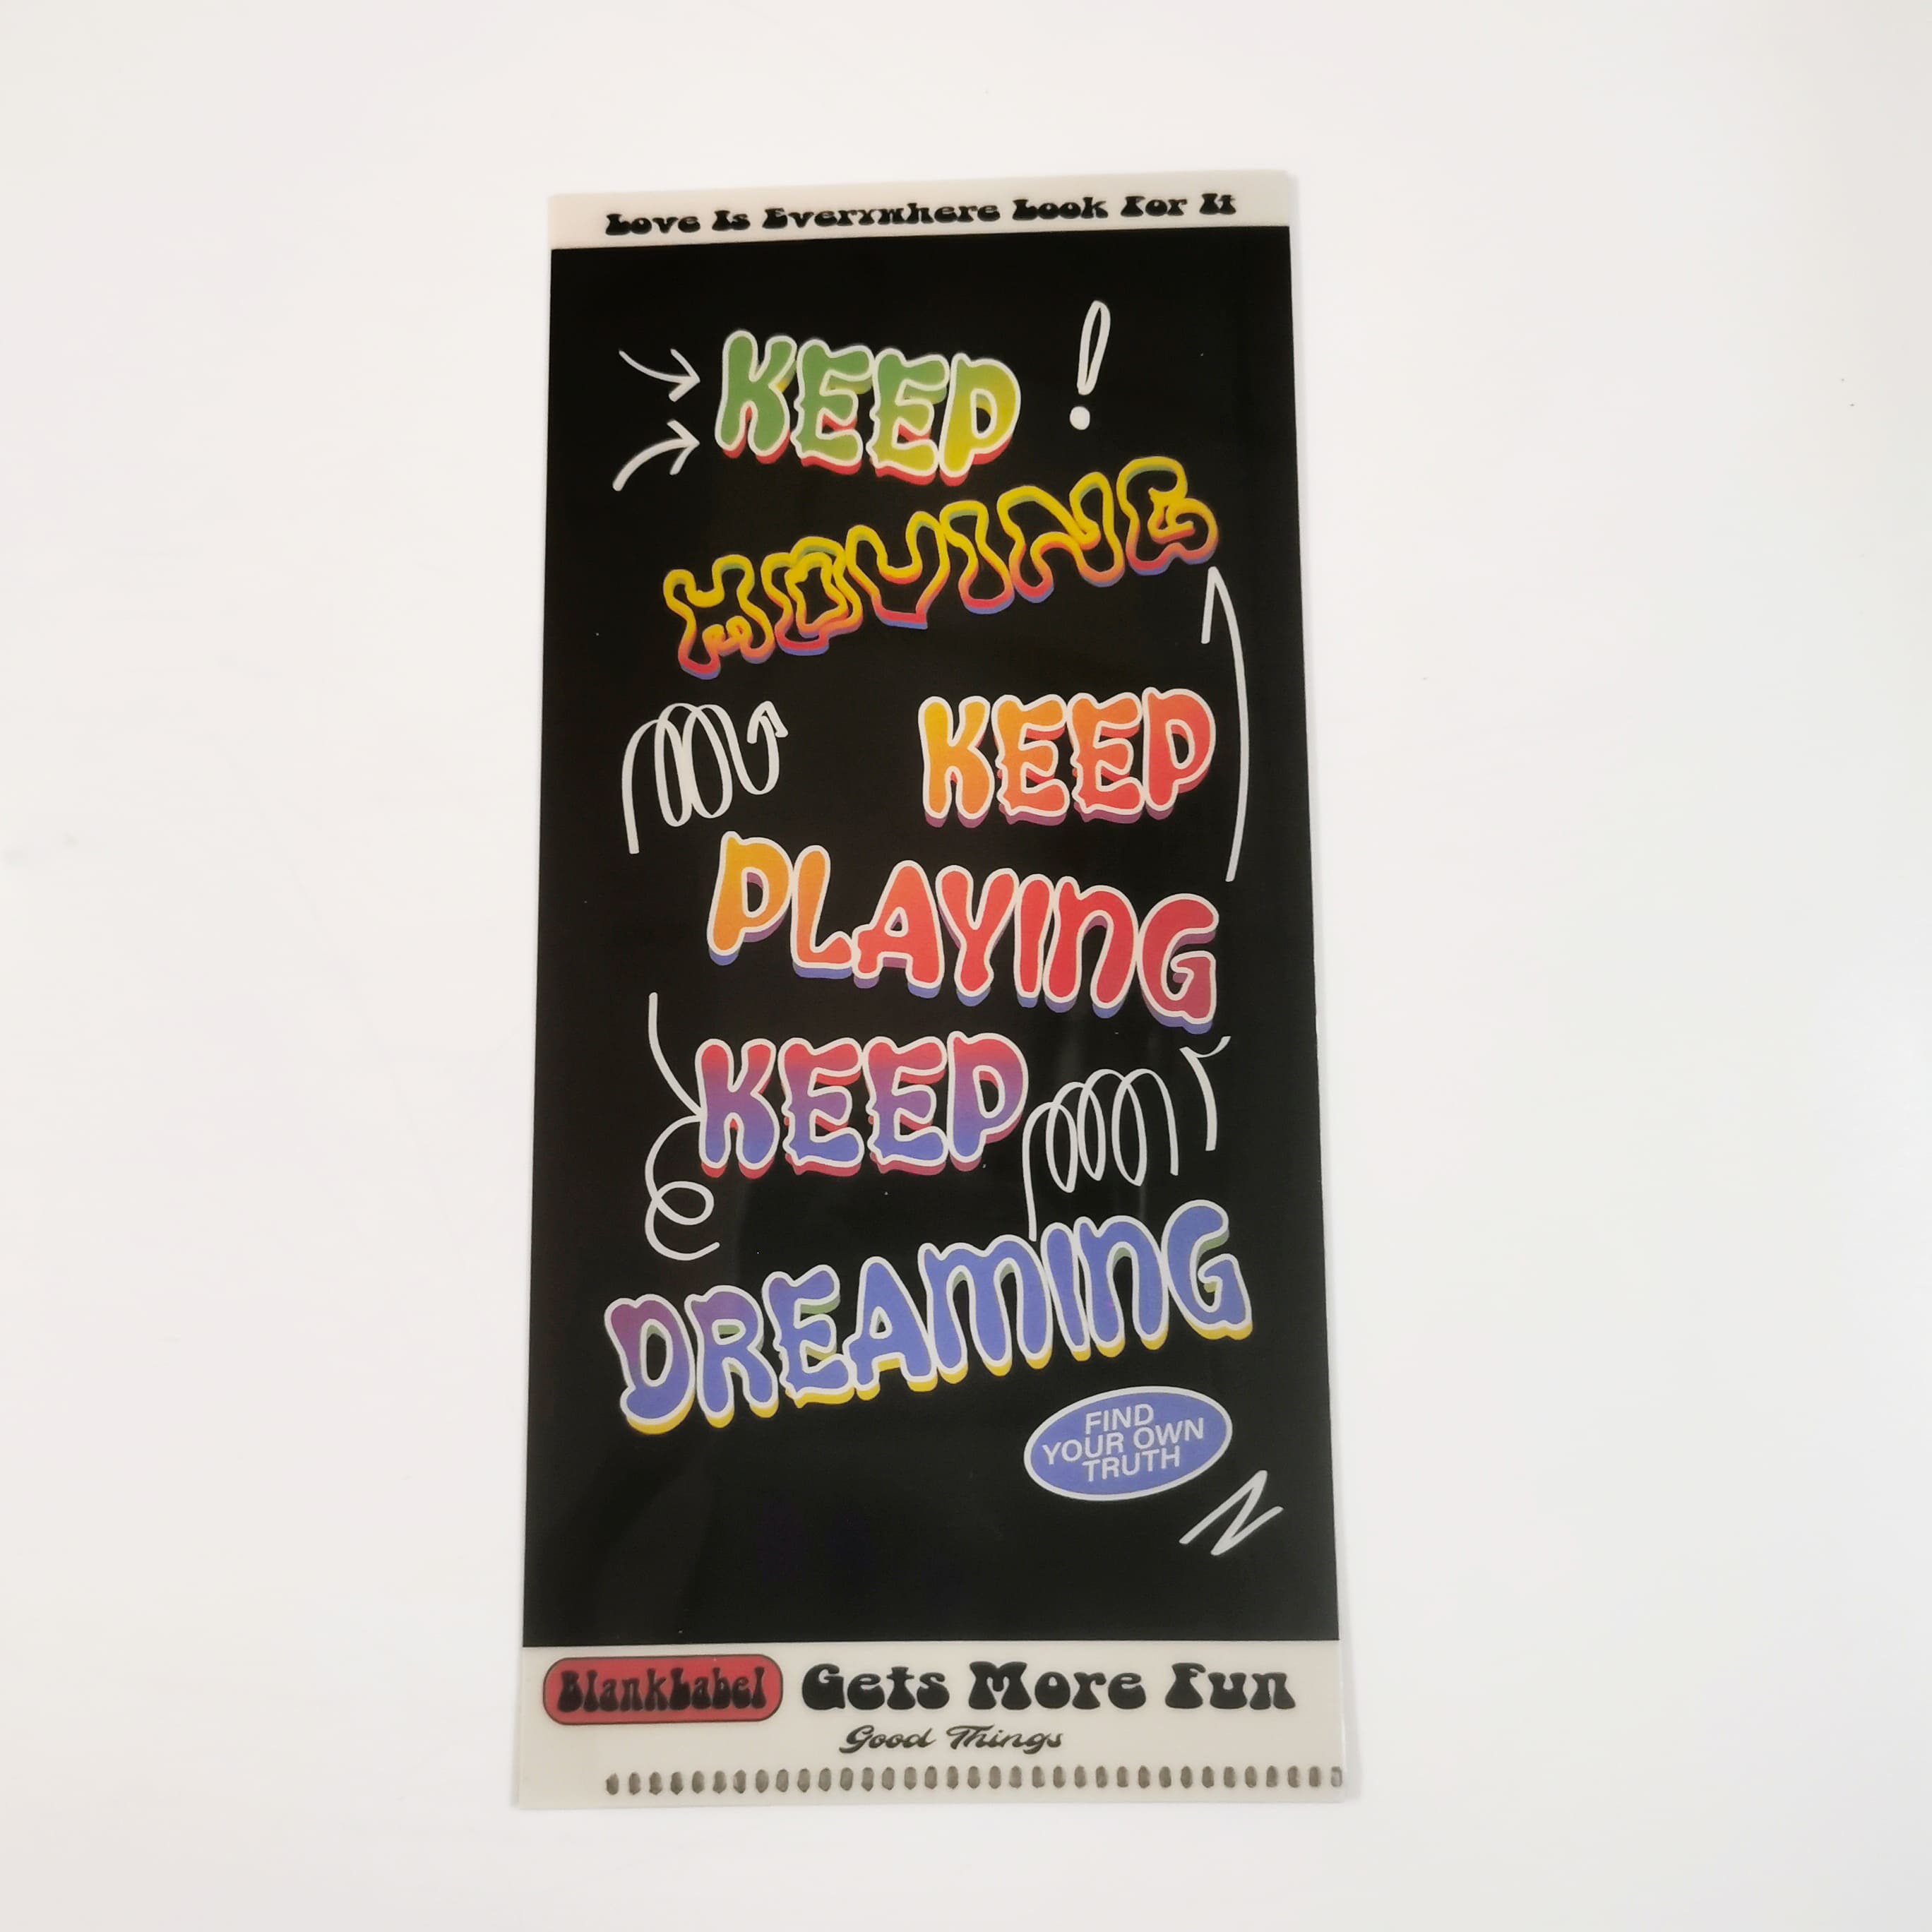 Love Is Everywhere Look For It
KEEP !
MOVING
KEEP
PLAYING
KEEP
DREAMING
FIND
YOUR OWN
TRUTH
BlankLabel Gets More Fun
Good Things